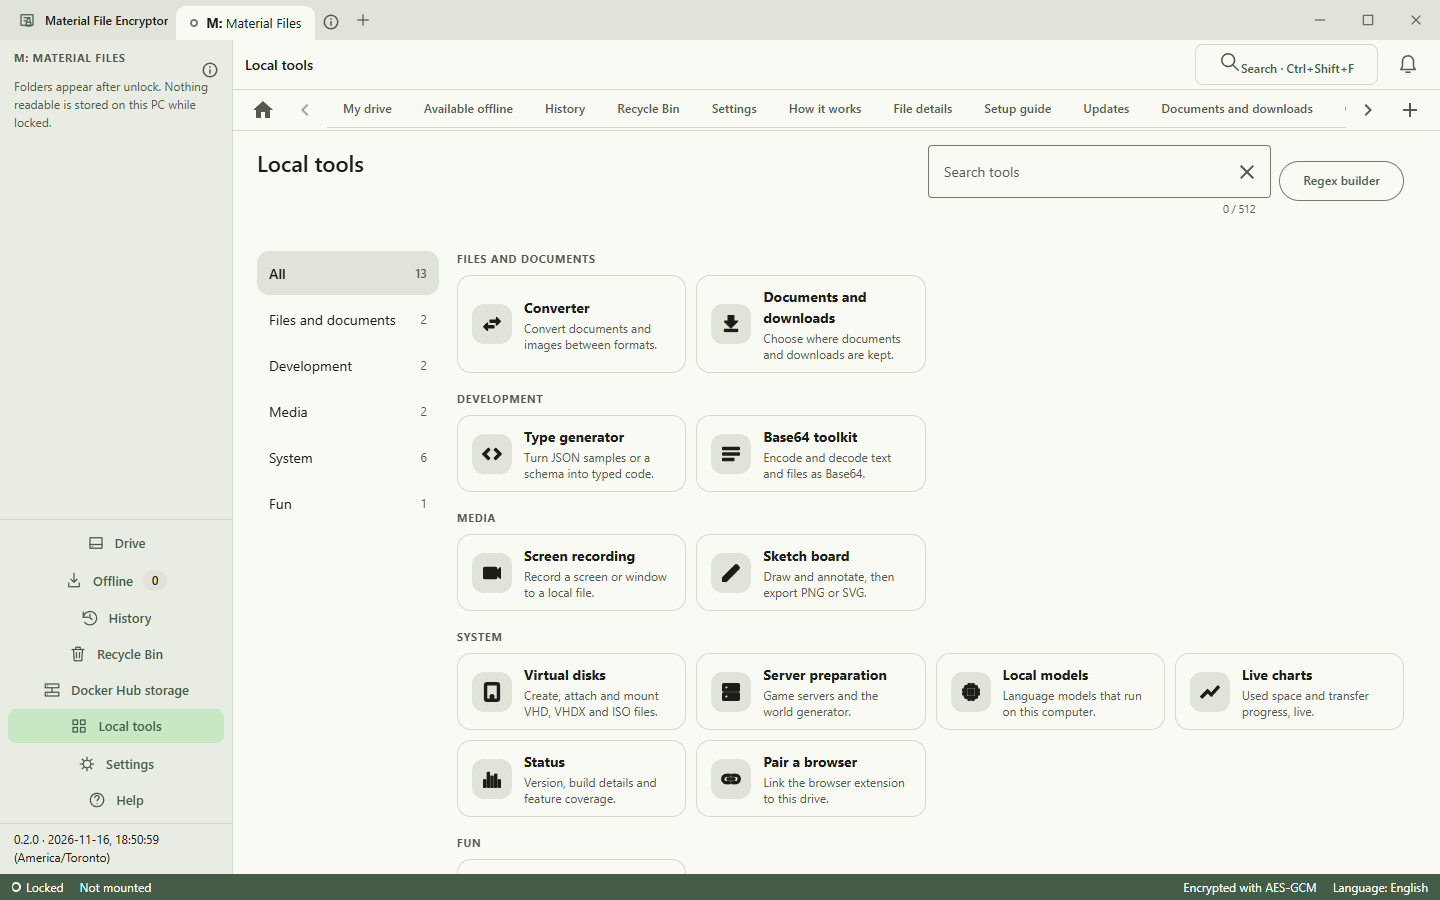 Material File Encryptor
M: Material Files
M: MATERIAL FILES
Folders appear after unlock. Nothing
readable is stored on this PC while
locked.
Local tools
Search · Ctrl+Shift+F
My drive
Available offline
History
Recycle Bin
Settings
How it works
File details
Setup guide
Updates
Documents and downloads
Local tools
Search tools
0 / 512
Regex builder
All 13
Files and documents 2
Development 2
Media 2
System 6
Fun 1
FILES AND DOCUMENTS
Converter
Convert documents and
images between formats.
Documents and
downloads
Choose where documents
and downloads are kept.
DEVELOPMENT
Type generator
Turn JSON samples or a
schema into typed code.
Base64 toolkit
Encode and decode text
and files as Base64.
MEDIA
Screen recording
Record a screen or window
to a local file.
Sketch board
Draw and annotate, then
export PNG or SVG.
SYSTEM
Virtual disks
Create, attach and mount
VHD, VHDX and ISO files.
Server preparation
Game servers and the
world generator.
Local models
Language models that run
on this computer.
Live charts
Used space and transfer
progress, live.
Status
Version, build details and
feature coverage.
Pair a browser
Link the browser extension
to this drive.
FUN
Drive
Offline 0
History
Recycle Bin
Docker Hub storage
Local tools
Settings
Help
0.2.0 · 2026-11-16, 18:50:59
(America/Toronto)
Locked
Not mounted
Encrypted with AES-GCM
Language: English